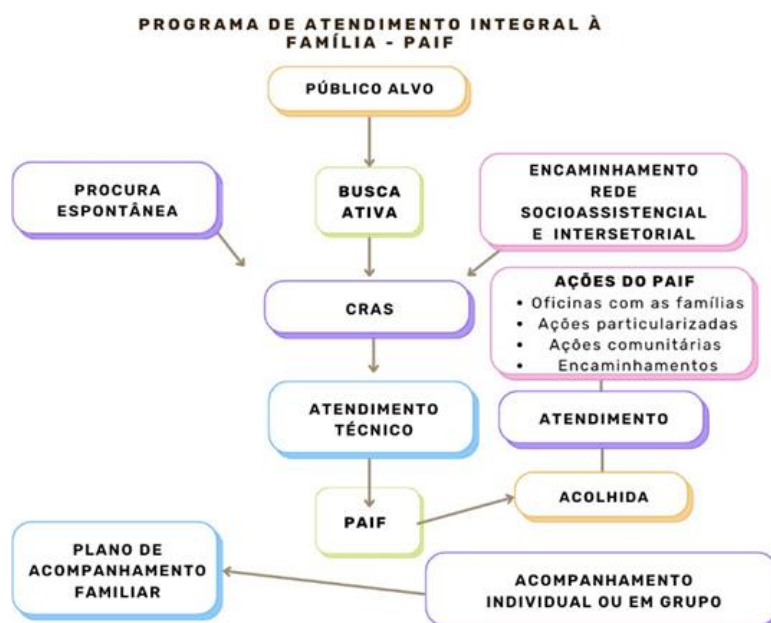 PROGRAMA DE ATENDIMENTO INTEGRAL À
FAMÍLIA - PAIF
PÚBLICO ALVO
PROCURA
ESPONTÂNEA
BUSCA
ATIVA
ENCAMINHAMENTO
REDE
SOCIOASSISTENCIAL
E INTERSETORIAL
CRAS
AÇÕES DO PAIF
• Oficinas com as famílias
• Ações particularizadas
• Ações comunitárias
• Encaminhamentos
ATENDIMENTO
TÉCNICO
ATENDIMENTO
PAIF
ACOLHIDA
PLANO DE
ACOMPANHAMENTO
FAMILIAR
ACOMPANHAMENTO
INDIVIDUAL OU EM GRUPO